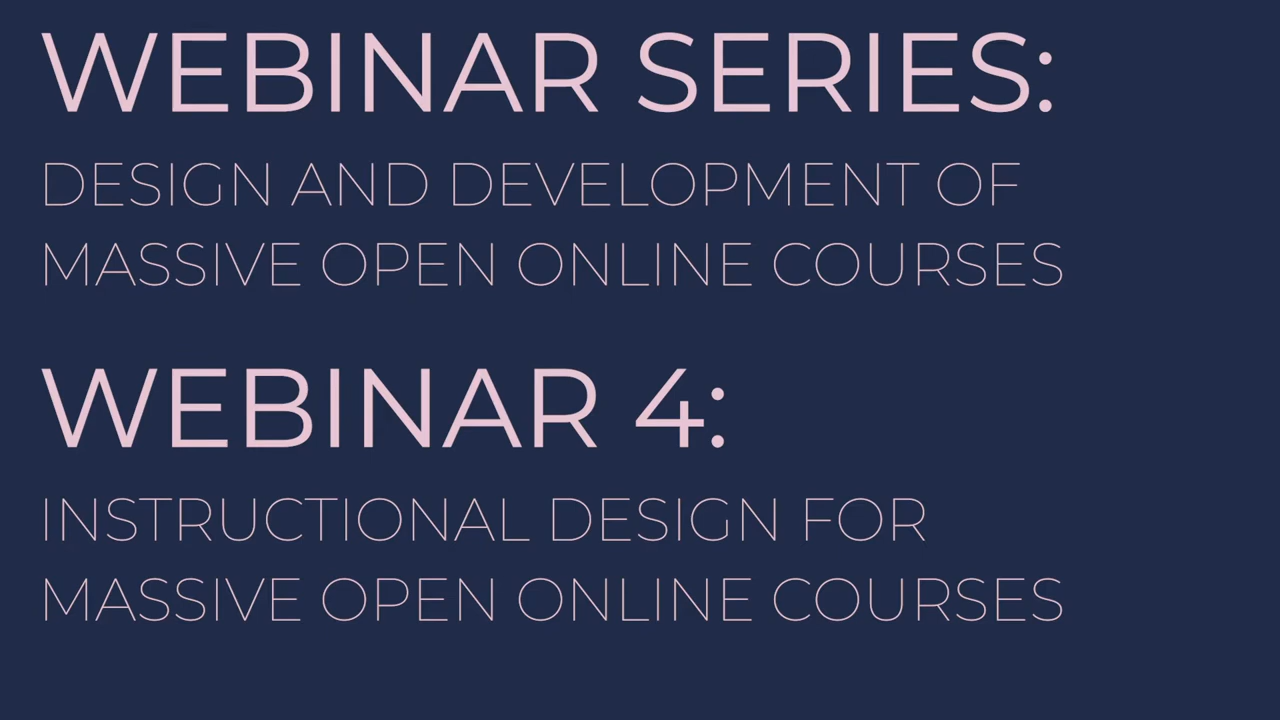 WEBINAR SERIES:
DESIGN AND DEVELOPMENT OF
MASSIVE OPEN ONLINE COURSES
WEBINAR 4:
INSTRUCTIONAL DESIGN FOR
MASSIVE OPEN ONLINE COURSES